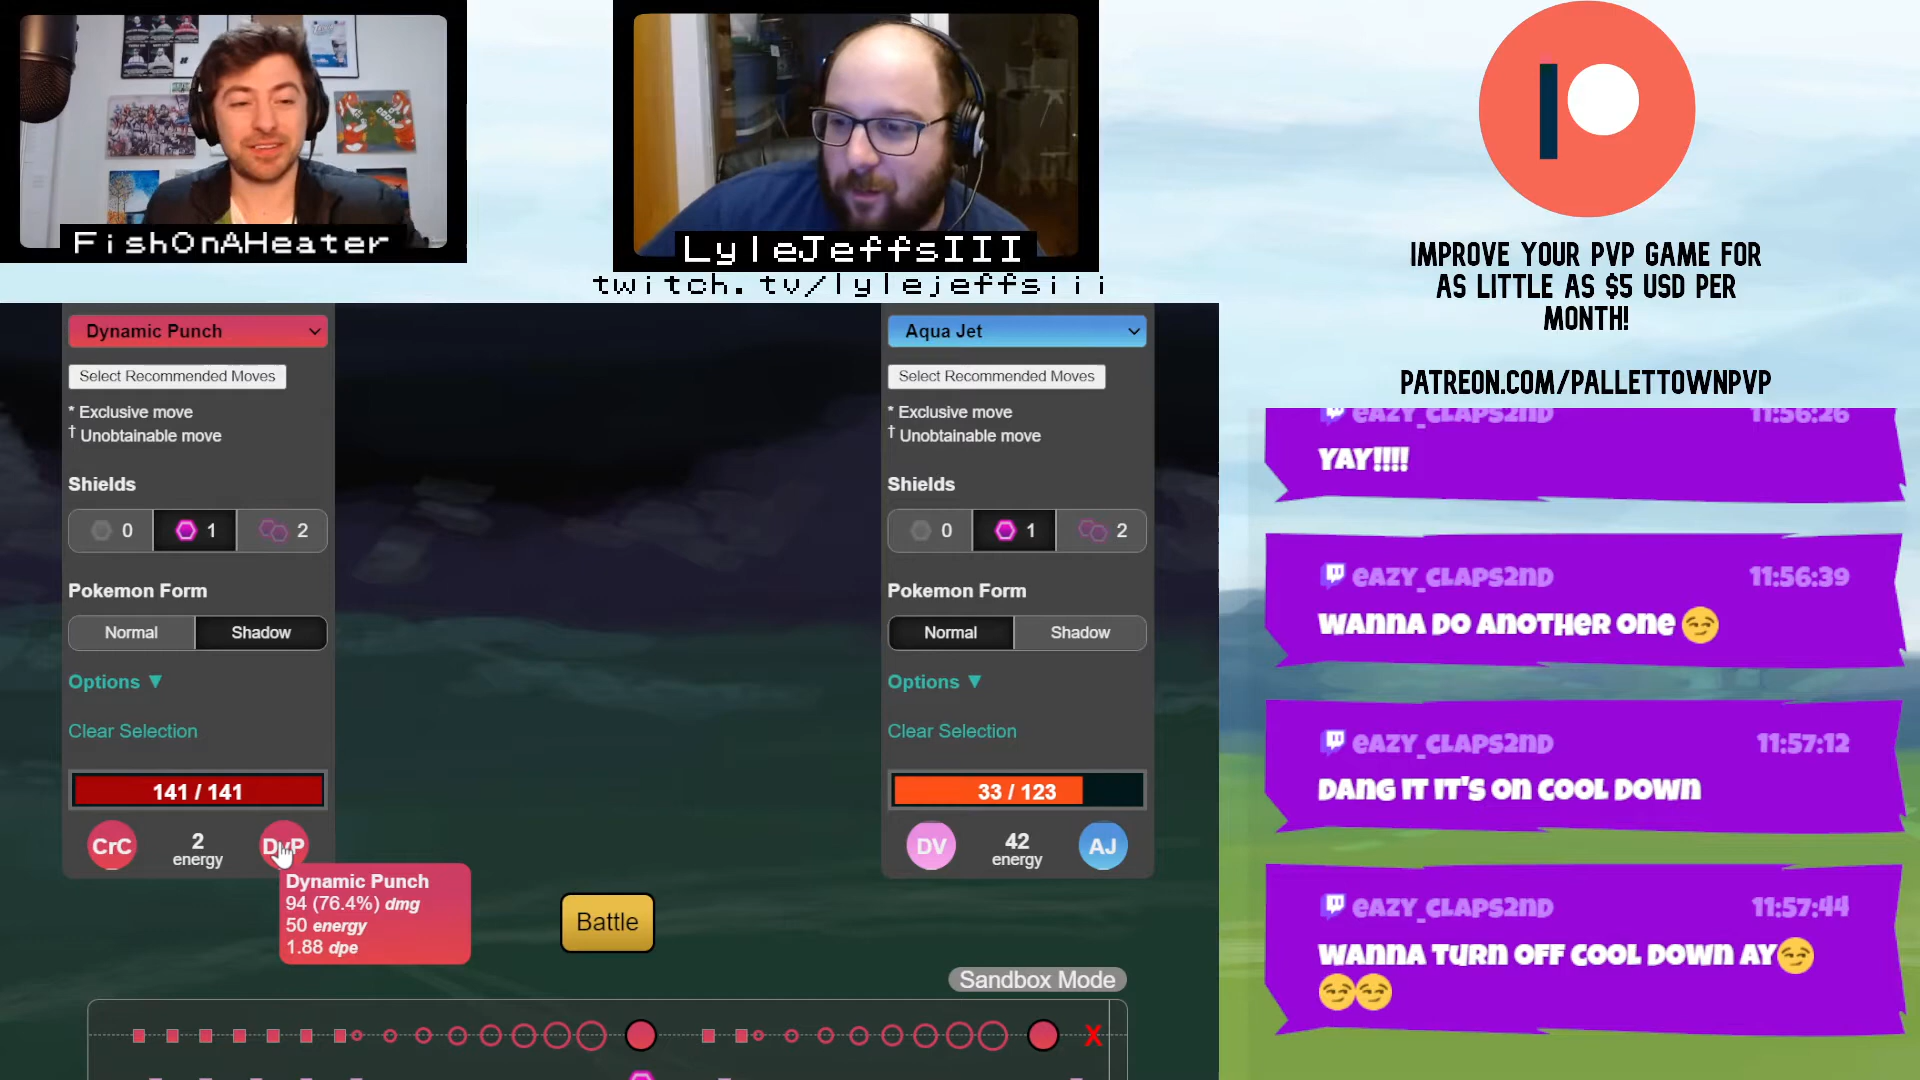 FishOnAHeater
LyleJeffsIII
twitch.tv/lylejeffsiii
IMPROVE YOUR PVP GAME FOR
AS LITTLE AS $5 USD PER
MONTH!
PATREON.COM/PALLETTOWNPVP
Dynamic Punch
Select Recommended Moves
* Exclusive move
† Unobtainable move
Shields
0 1 2
Pokemon Form
Normal Shadow
Options ▼
Clear Selection
141 / 141
CrC
2
energy
DyP
Dynamic Punch
94 (76.4%) dmg
50 energy
1.88 dpe
Battle
Aqua Jet
Select Recommended Moves
* Exclusive move
† Unobtainable move
Shields
0 1 2
Pokemon Form
Normal Shadow
Options ▼
Clear Selection
33 / 123
DV
42
energy
AJ
Sandbox Mode
X
eazy_claps2nd 11:56:26
YAY!!!!
eazy_claps2nd 11:56:39
Wanna do another one 😏
eazy_claps2nd 11:57:12
Dang it it's on cool down
eazy_claps2nd 11:57:44
Wanna turn off cool down ay😏
😏😏